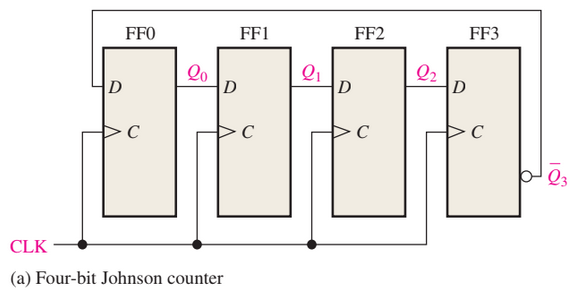 FF0 FF1 FF2 FF3
Q₀ Q₁ Q₂
D D D D
C C C C
Q̅₃
CLK
(a) Four-bit Johnson counter